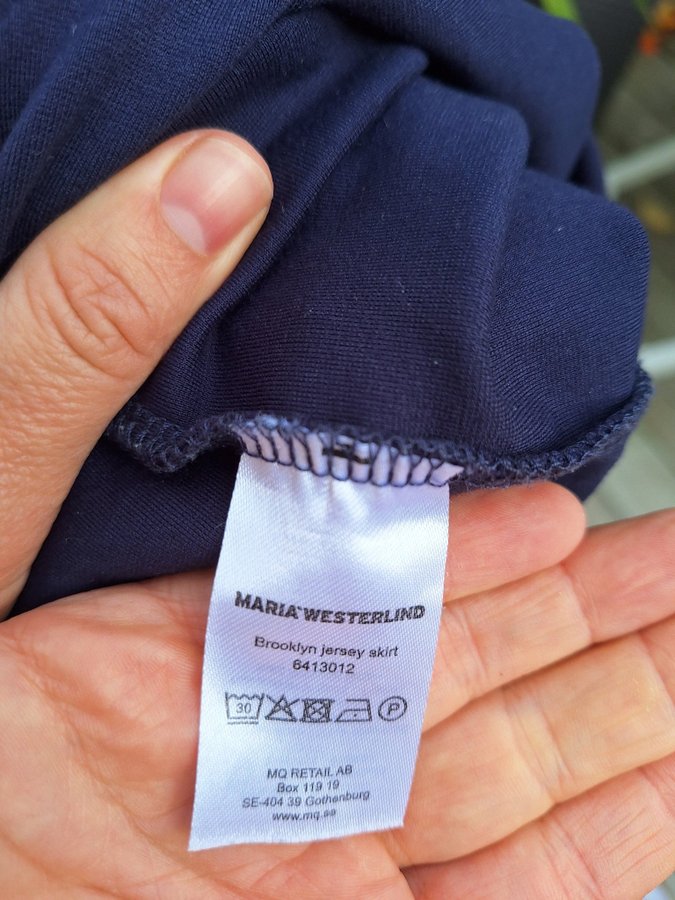 MARIA*WESTERLIND
Brooklyn jersey skirt
6413012
30 P
MQ RETAIL AB
Box 119 19
SE-404 39 Gothenburg
www.mq.se